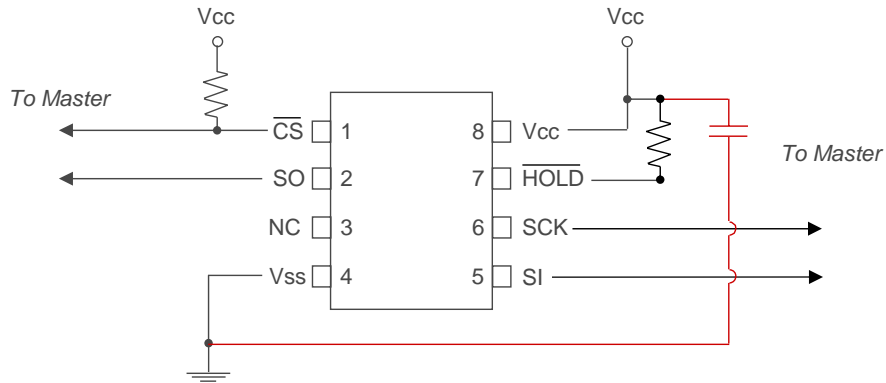 Vcc
Vcc
To Master
To Master
CS 1
8 Vcc
SO 2
7 HOLD
NC 3
6 SCK
Vss 4
5 SI